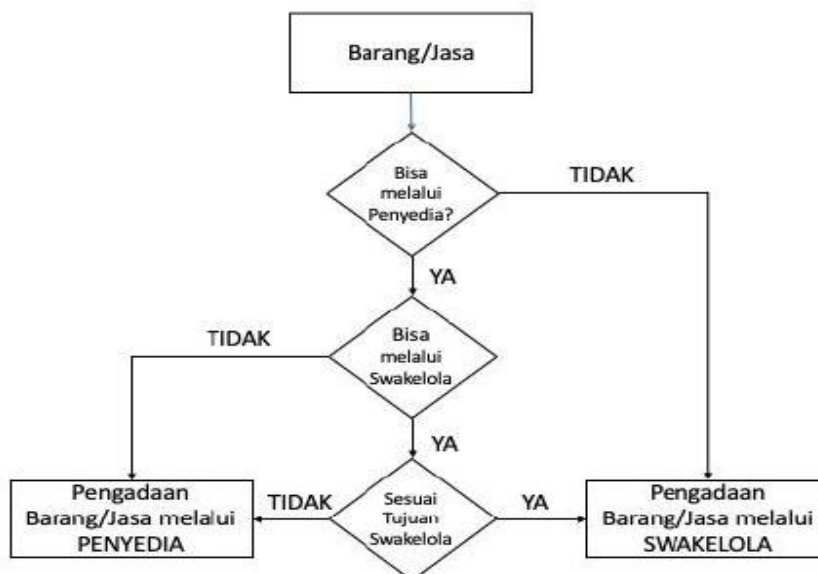 Barang/Jasa
Bisa
melalui
Penyedia?
TIDAK
YA
TIDAK
Bisa
melalui
Swakelola
YA
Pengadaan
Barang/Jasa melalui
PENYEDIA
TIDAK
Sesuai
Tujuan
Swakelola
YA
Pengadaan
Barang/Jasa melalui
SWAKELOLA